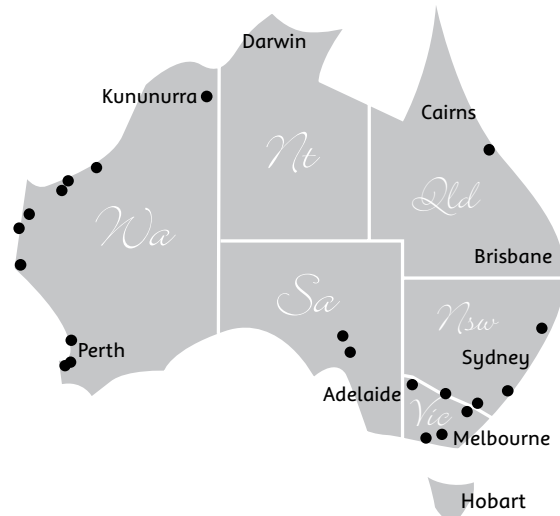 Darwin
Kununurra
Cairns
Nt
Qld
Wa
Brisbane
Sa
Nsw
Perth
Sydney
Adelaide
Vic
Melbourne
Hobart